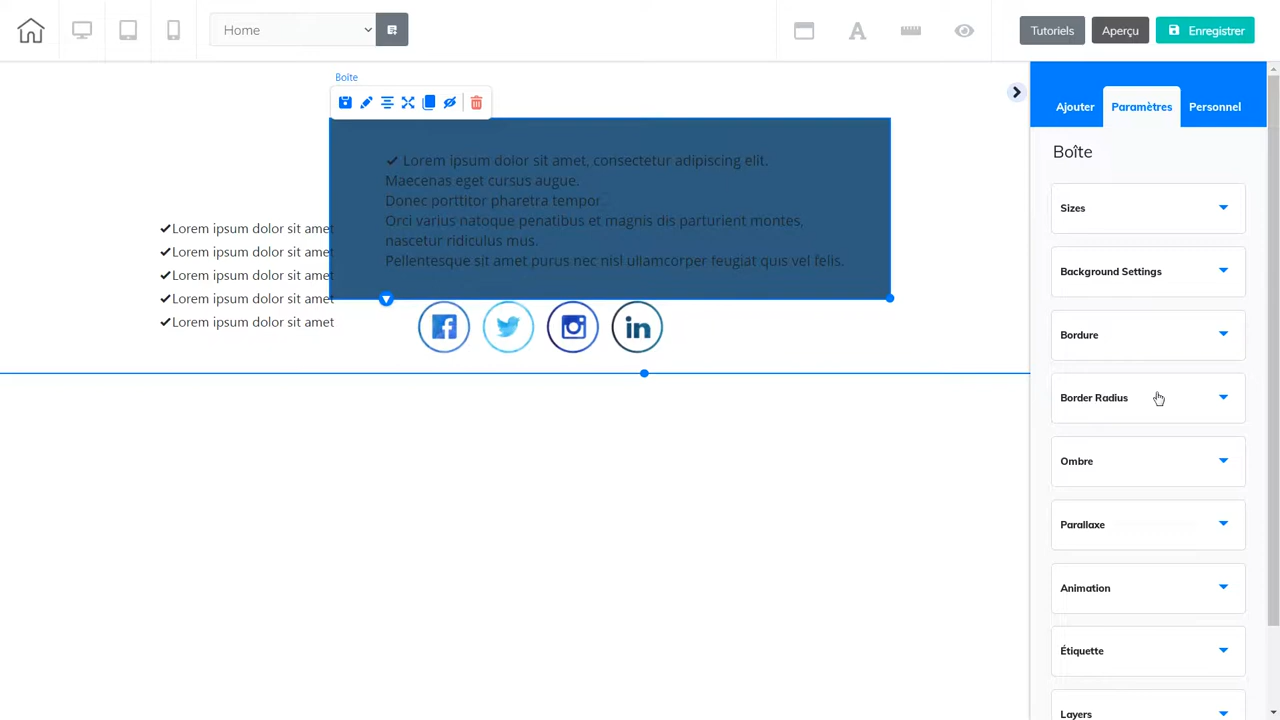 Home
Tutoriels
Aperçu
Enregistrer
Boîte
Lorem ipsum dolor sit amet, consectetur adipiscing elit.
Maecenas eget cursus augue.
Donec porttitor pharetra tempor.
Orci varius natoque penatibus et magnis dis parturient montes,
nascetur ridiculus mus.
Pellentesque sit amet purus nec nisl ullamcorper feugiat quis vel felis.
Lorem ipsum dolor sit amet
Lorem ipsum dolor sit amet
Lorem ipsum dolor sit amet
Lorem ipsum dolor sit amet
Lorem ipsum dolor sit amet
Ajouter
Paramètres
Personnel
Boîte
Sizes
Background Settings
Bordure
Border Radius
Ombre
Parallaxe
Animation
Étiquette
Layers